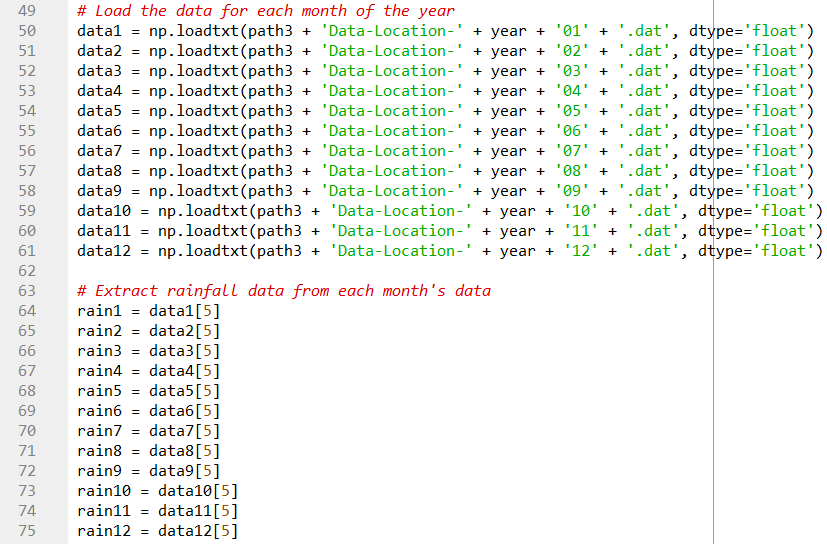 49 # Load the data for each month of the year
50 data1 = np.loadtxt(path3 + 'Data-Location-' + year + '01' + '.dat', dtype='float')
51 data2 = np.loadtxt(path3 + 'Data-Location-' + year + '02' + '.dat', dtype='float')
52 data3 = np.loadtxt(path3 + 'Data-Location-' + year + '03' + '.dat', dtype='float')
53 data4 = np.loadtxt(path3 + 'Data-Location-' + year + '04' + '.dat', dtype='float')
54 data5 = np.loadtxt(path3 + 'Data-Location-' + year + '05' + '.dat', dtype='float')
55 data6 = np.loadtxt(path3 + 'Data-Location-' + year + '06' + '.dat', dtype='float')
56 data7 = np.loadtxt(path3 + 'Data-Location-' + year + '07' + '.dat', dtype='float')
57 data8 = np.loadtxt(path3 + 'Data-Location-' + year + '08' + '.dat', dtype='float')
58 data9 = np.loadtxt(path3 + 'Data-Location-' + year + '09' + '.dat', dtype='float')
59 data10 = np.loadtxt(path3 + 'Data-Location-' + year + '10' + '.dat', dtype='float')
60 data11 = np.loadtxt(path3 + 'Data-Location-' + year + '11' + '.dat', dtype='float')
61 data12 = np.loadtxt(path3 + 'Data-Location-' + year + '12' + '.dat', dtype='float')
62
63 # Extract rainfall data from each month's data
64 rain1 = data1[5]
65 rain2 = data2[5]
66 rain3 = data3[5]
67 rain4 = data4[5]
68 rain5 = data5[5]
69 rain6 = data6[5]
70 rain7 = data7[5]
71 rain8 = data8[5]
72 rain9 = data9[5]
73 rain10 = data10[5]
74 rain11 = data11[5]
75 rain12 = data12[5]